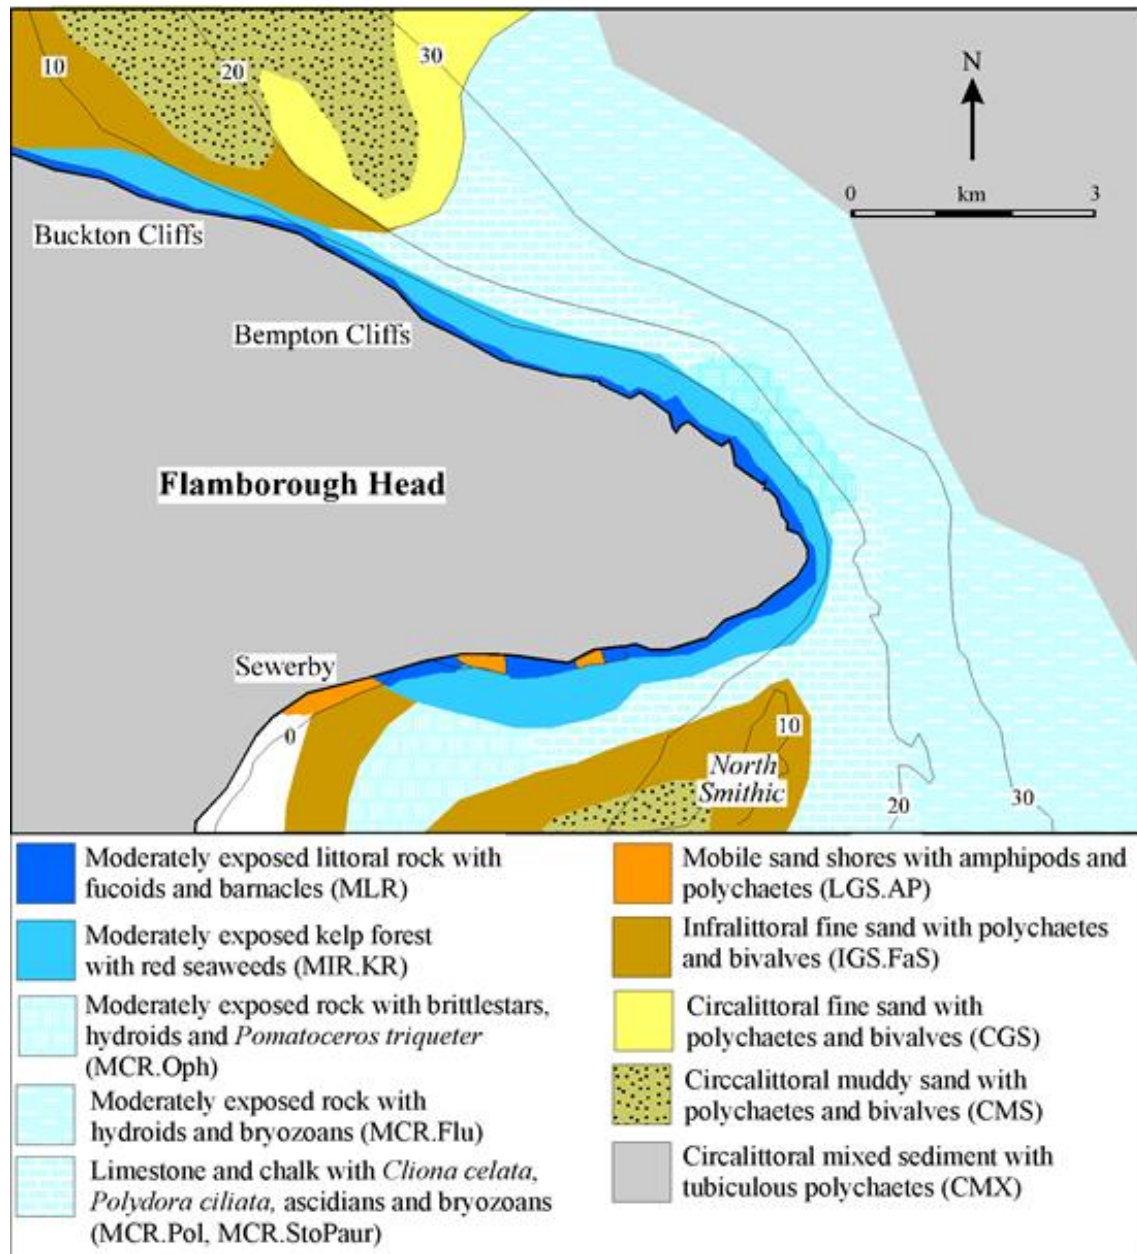 10
20
30
N
0 km 3
Buckton Cliffs
Bempton Cliffs
Flamborough Head
Sewerby
0
10
North
Smithic
20
30
Moderately exposed littoral rock with
fucoids and barnacles (MLR)
Moderately exposed kelp forest
with red seaweeds (MIR.KR)
Moderately exposed rock with brittlestars,
hydroids and Pomatoceros triqueter
(MCR.Oph)
Moderately exposed rock with
hydroids and bryozoans (MCR.Flu)
Limestone and chalk with Cliona celata,
Polydora ciliata, ascidians and bryozoans
(MCR.Pol, MCR.StoPaur)
Mobile sand shores with amphipods and
polychaetes (LGS.AP)
Infralittoral fine sand with polychaetes
and bivalves (IGS.FaS)
Circalittoral fine sand with
polychaetes and bivalves (CGS)
Circcalittoral muddy sand with
polychaetes and bivalves (CMS)
Circalittoral mixed sediment with
tubiculous polychaetes (CMX)